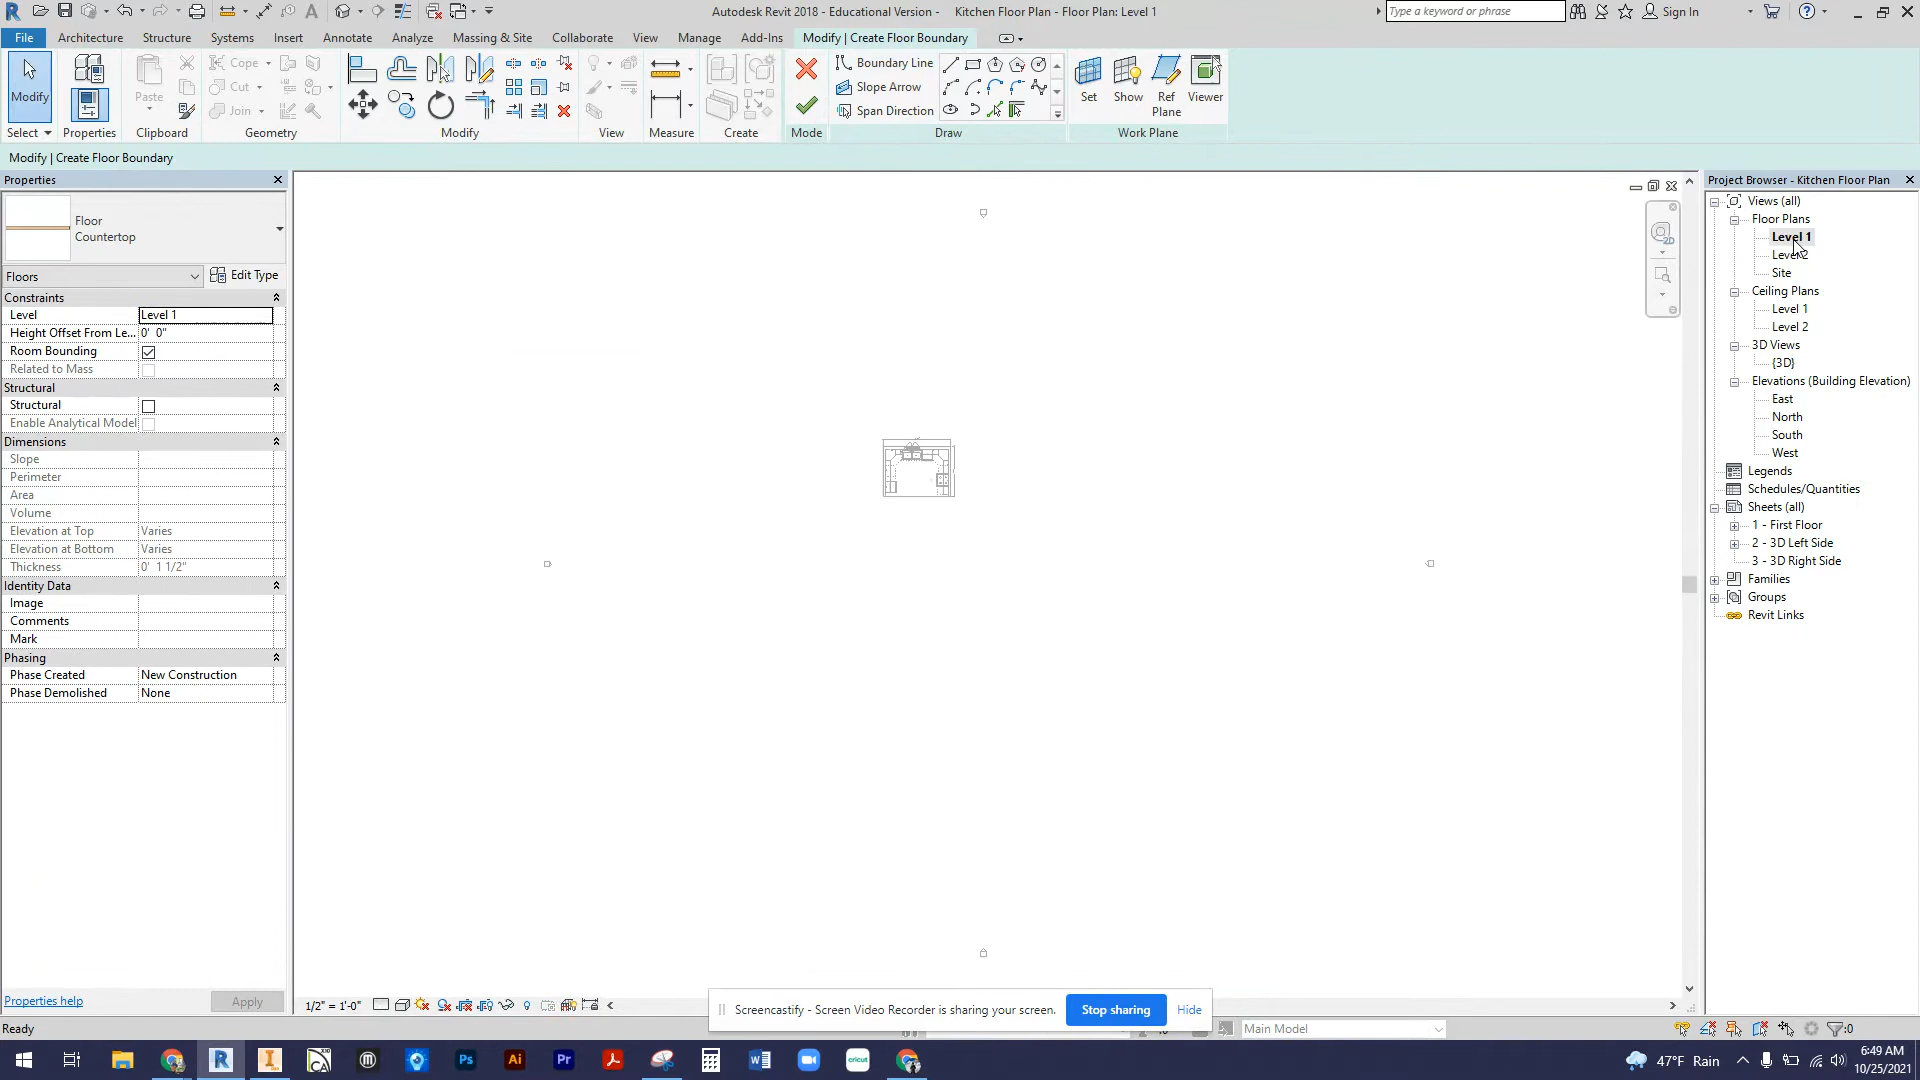 Autodesk Revit 2018 - Educational Version - Kitchen Floor Plan - Floor Plan: Level 1
Type a keyword or phrase
Sign In
File Architecture Structure Systems Insert Annotate Analyze Massing & Site Collaborate View Manage Add-Ins Modify | Create Floor Boundary
Modify
Paste
Cope
Cut
Join
Boundary Line
Slope Arrow
Span Direction
Set Show Ref Plane Viewer
Select Properties Clipboard Geometry Modify View Measure Create Mode Draw Work Plane
Modify | Create Floor Boundary
Properties
Floor
Countertop
Floors Edit Type
Constraints
Level Level 1
Height Offset From Le... 0' 0"
Room Bounding
Related to Mass
Structural
Structural
Enable Analytical Model
Dimensions
Slope
Perimeter
Area
Volume
Elevation at Top Varies
Elevation at Bottom Varies
Thickness 0' 1 1/2"
Identity Data
Image
Comments
Mark
Phasing
Phase Created New Construction
Phase Demolished None
Properties help Apply
2D
Project Browser - Kitchen Floor Plan
Views (all)
Floor Plans
Level 1
Level 2
Site
Ceiling Plans
Level 1
Level 2
3D Views
{3D}
Elevations (Building Elevation)
East
North
South
West
Legends
Schedules/Quantities
Sheets (all)
1 - First Floor
2 - 3D Left Side
3 - 3D Right Side
Families
Groups
Revit Links
1/2" = 1'-0"
Screencastify - Screen Video Recorder is sharing your screen. Stop sharing Hide
Ready
Main Model
:0
47°F Rain
6:49 AM
10/25/2021